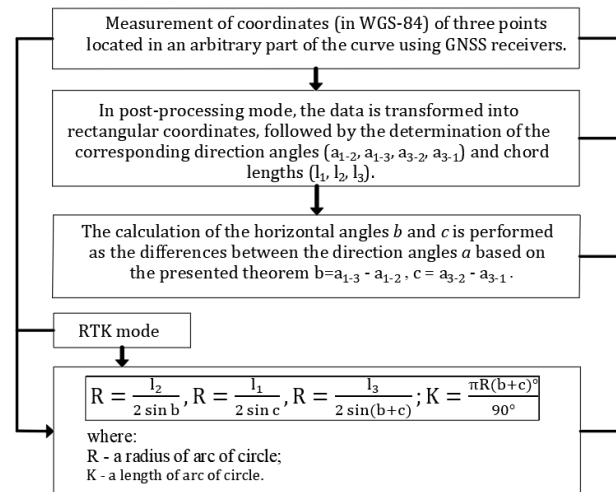 Measurement of coordinates (in WGS-84) of three points
located in an arbitrary part of the curve using GNSS receivers.
In post-processing mode, the data is transformed into
rectangular coordinates, followed by the determination of the
corresponding direction angles (a₁₋₂, a₁₋₃, a₃₋₂, a₃₋₁) and chord
lengths (l₁, l₂, l₃).
The calculation of the horizontal angles b and c is performed
as the differences between the direction angles a based on
the presented theorem b=a₁₋₃ - a₁₋₂ , c = a₃₋₂ - a₃₋₁ .
RTK mode
R = l₂ / 2 sin b , R = l₁ / 2 sin c , R = l₃ / 2 sin(b+c) ; K = πR(b+c)° / 90°
where:
R - a radius of arc of circle;
K - a length of arc of circle.